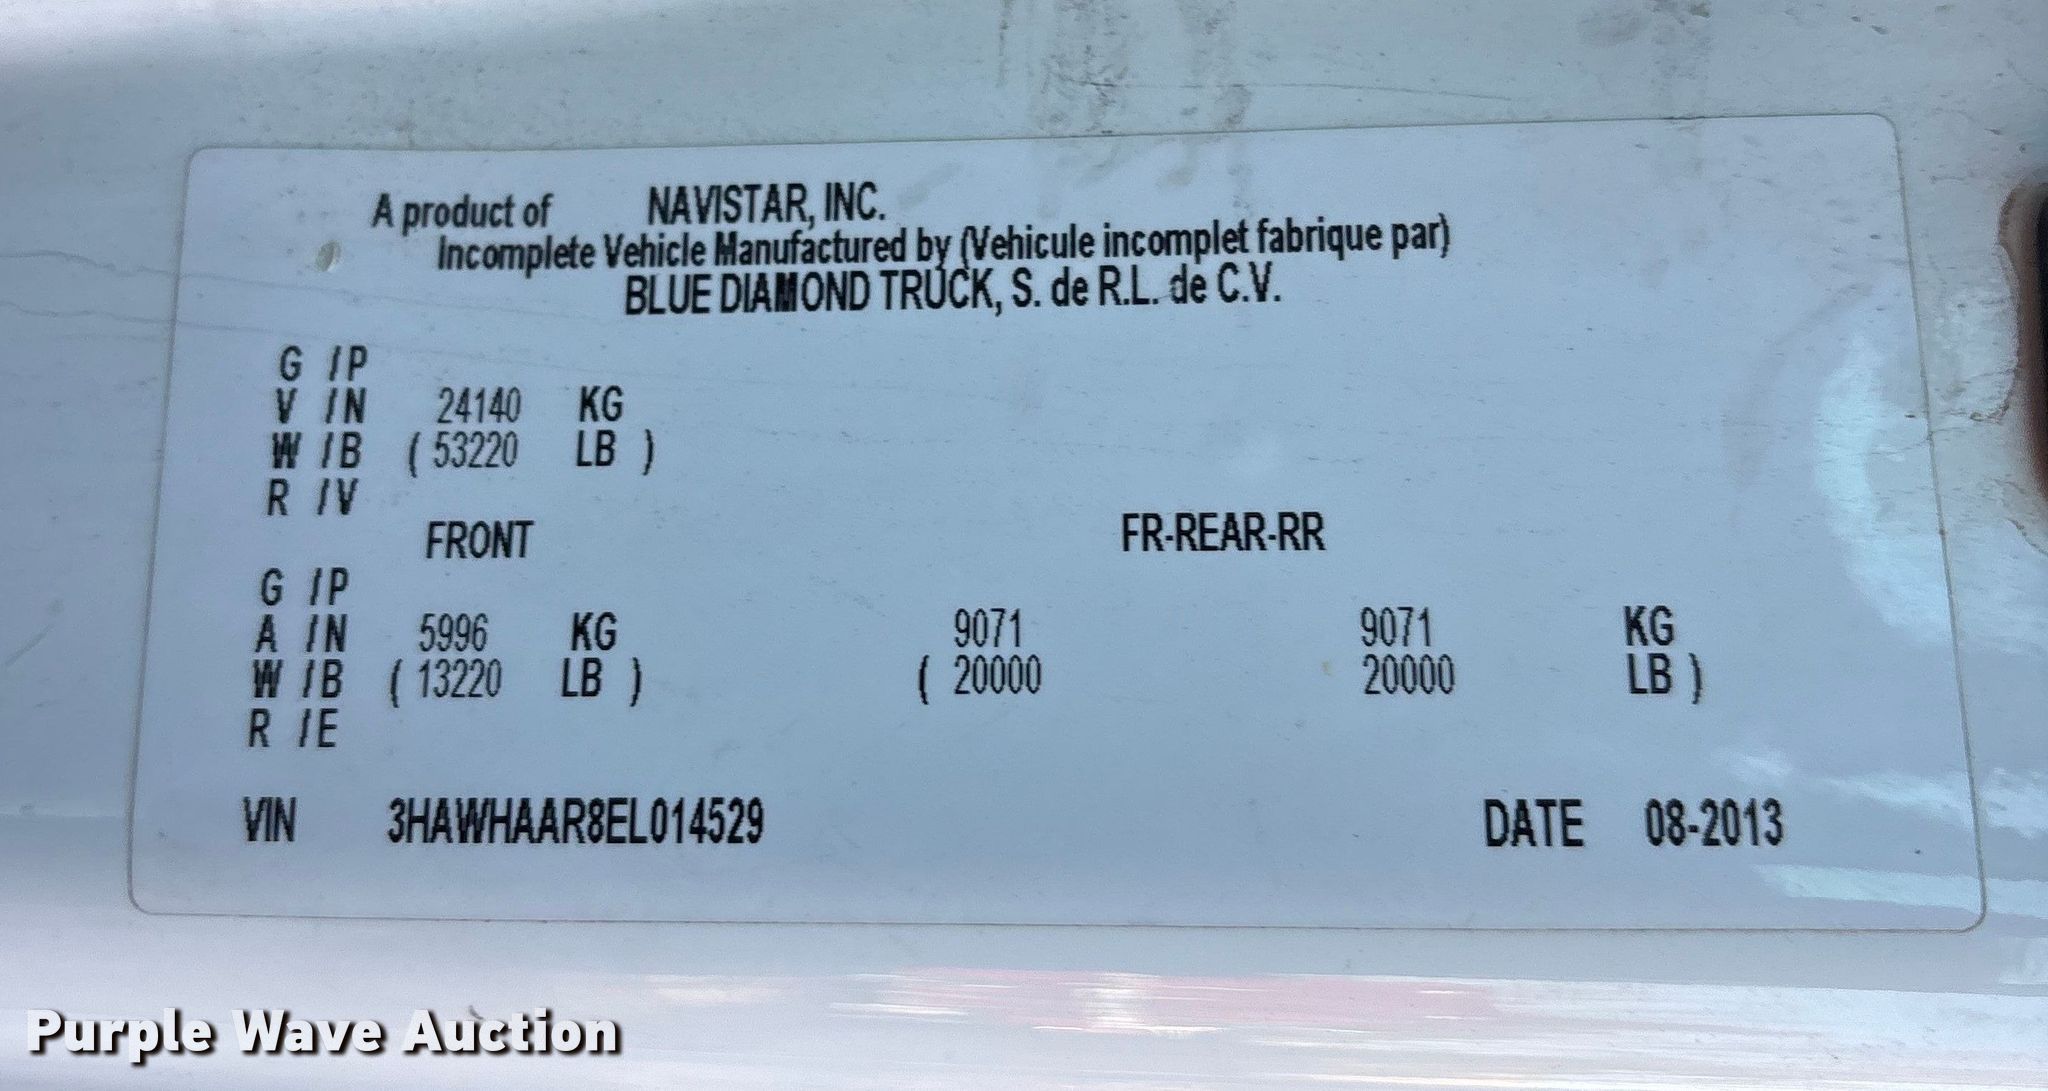 A product of NAVISTAR, INC.
Incomplete Vehicle Manufactured by (Vehicule incomplet fabrique par)
BLUE DIAMOND TRUCK, S. de R.L. de C.V.
G /P
V /N 24140 KG
W /B ( 53220 LB )
R /V
FRONT FR-REAR-RR
G /P
A /N 5996 KG 9071 9071 KG
W /B ( 13220 LB ) ( 20000 20000 LB )
R /E
VIN 3HAWHAAR8EL014529 DATE 08-2013
Purple Wave Auction